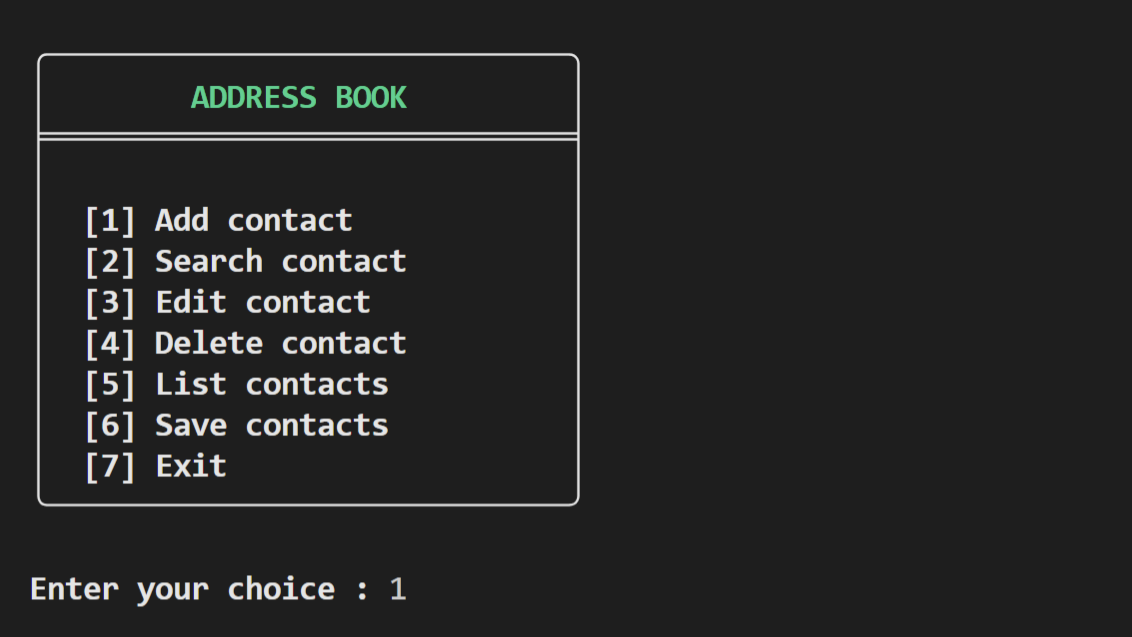 ADDRESS BOOK
[1] Add contact
[2] Search contact
[3] Edit contact
[4] Delete contact
[5] List contacts
[6] Save contacts
[7] Exit
Enter your choice : 1